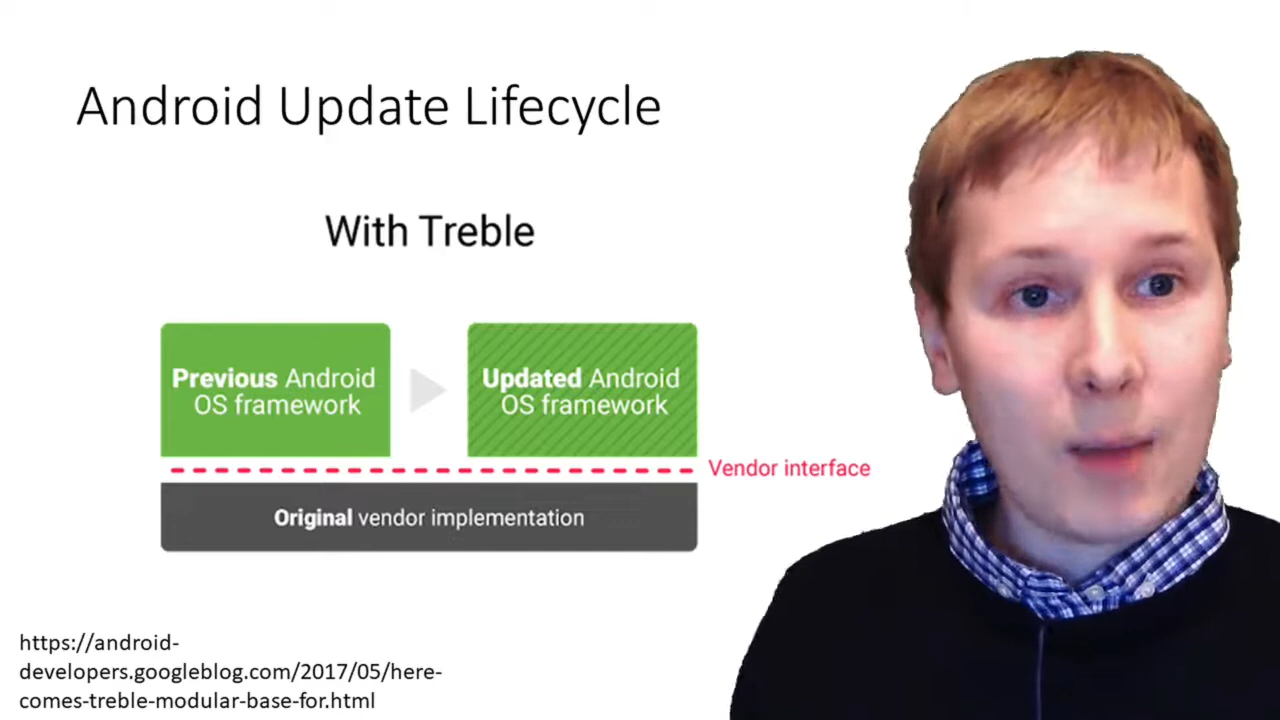 Android Update Lifecycle
With Treble
Previous Android
OS framework
Updated Android
OS framework
Vendor interface
Original vendor implementation
https://android-
developers.googleblog.com/2017/05/here-
comes-treble-modular-base-for.html